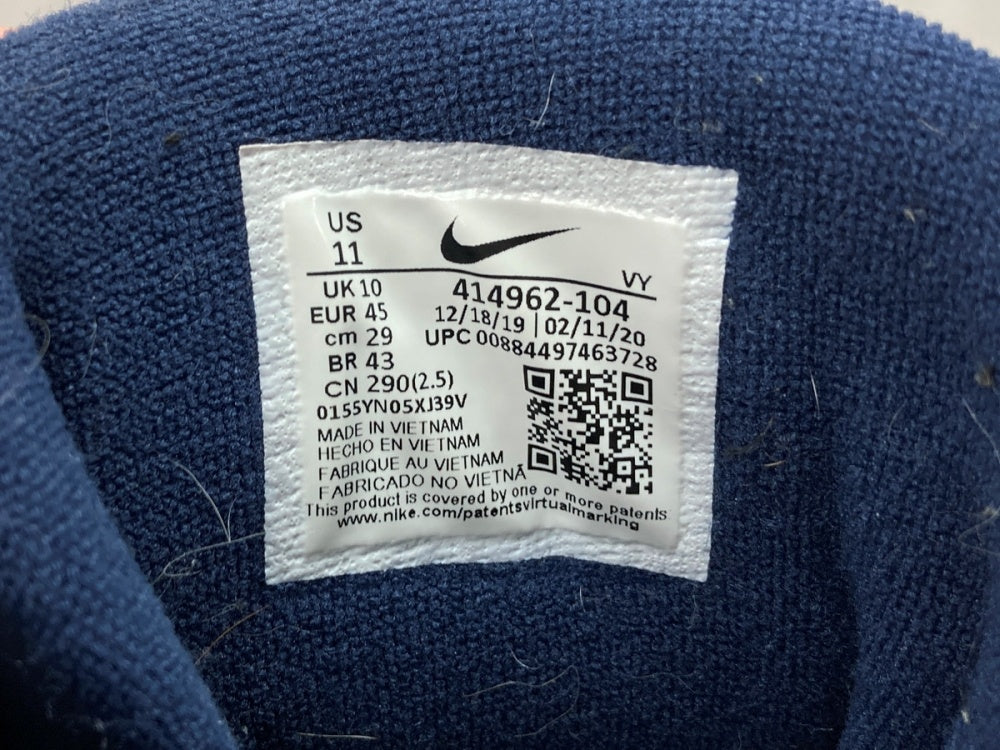 US
11
VY
UK 10
EUR 45
cm 29
BR 43
CN 290(2.5)
0155YN05XJ39V
414962-104
12/18/19 | 02/11/20
UPC 00884497463728
MADE IN VIETNAM
HECHO EN VIETNAM
FABRIQUE AU VIETNAM
FABRICADO NO VIETNÃ
This product is covered by one or more patents
www.nike.com/patentsvirtualmarking